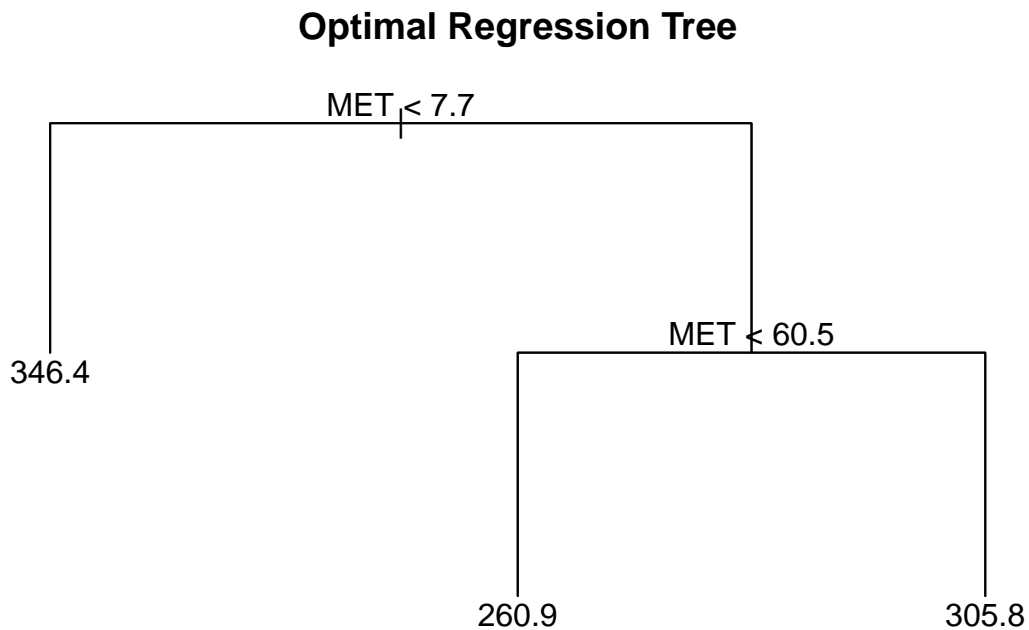 Optimal Regression Tree
MET < 7.7
MET < 60.5
346.4
260.9
305.8